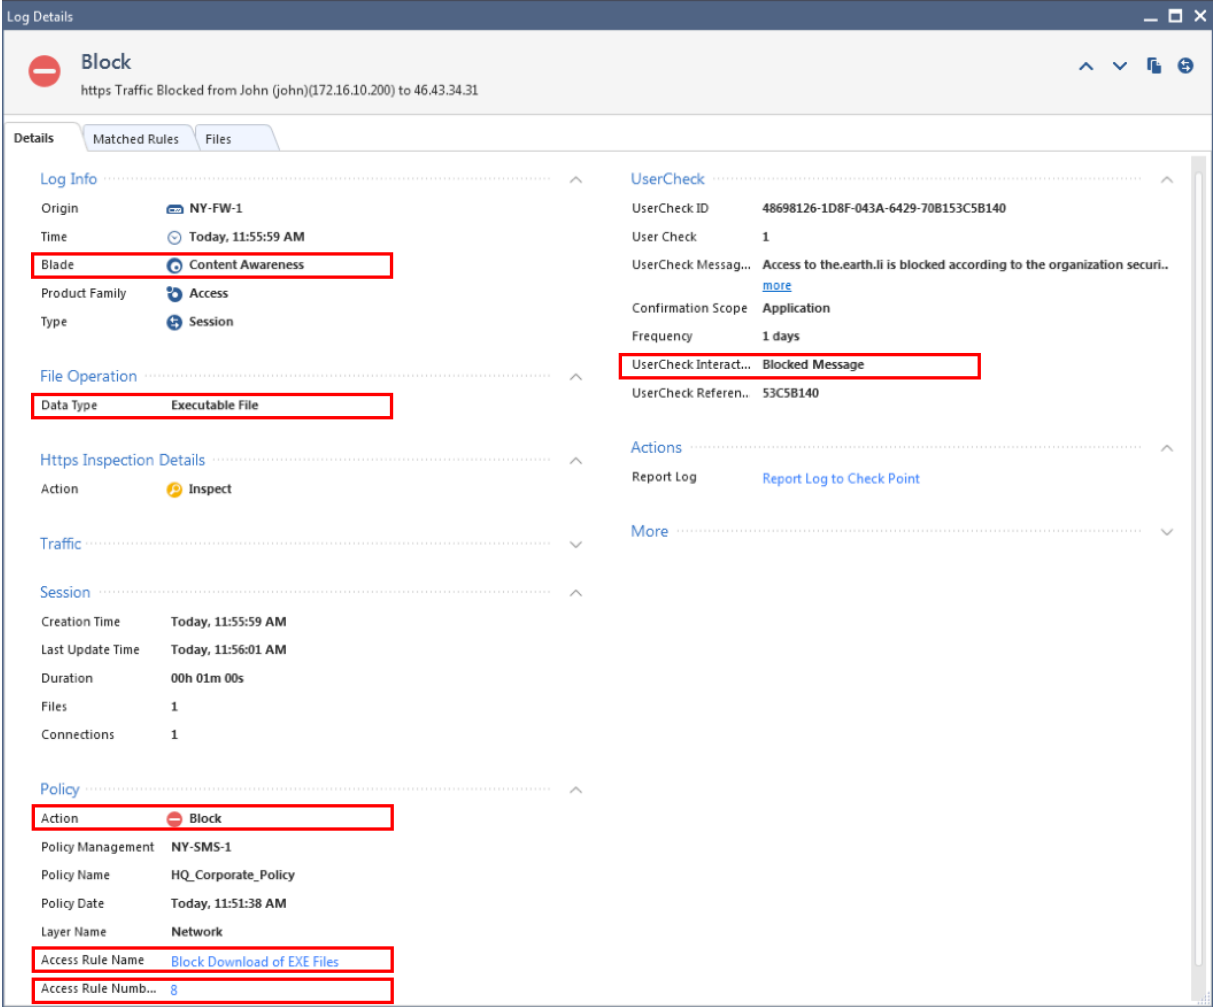 Log Details
Block
https Traffic Blocked from John (john)(172.16.10.200) to 46.43.34.31
Details Matched Rules Files
Log Info
Origin NY-FW-1
Time Today, 11:55:59 AM
Blade Content Awareness
Product Family Access
Type Session
File Operation
Data Type Executable File
Https Inspection Details
Action Inspect
Traffic
Session
Creation Time Today, 11:55:59 AM
Last Update Time Today, 11:56:01 AM
Duration 00h 01m 00s
Files 1
Connections 1
Policy
Action Block
Policy Management NY-SMS-1
Policy Name HQ_Corporate_Policy
Policy Date Today, 11:51:38 AM
Layer Name Network
Access Rule Name Block Download of EXE Files
Access Rule Numb... 8
UserCheck
UserCheck ID 48698126-1D8F-043A-6429-70B153C5B140
User Check 1
UserCheck Messag... Access to the.earth.li is blocked according to the organization securi..
more
Confirmation Scope Application
Frequency 1 days
UserCheck Interact... Blocked Message
UserCheck Referen.. 53C5B140
Actions
Report Log Report Log to Check Point
More